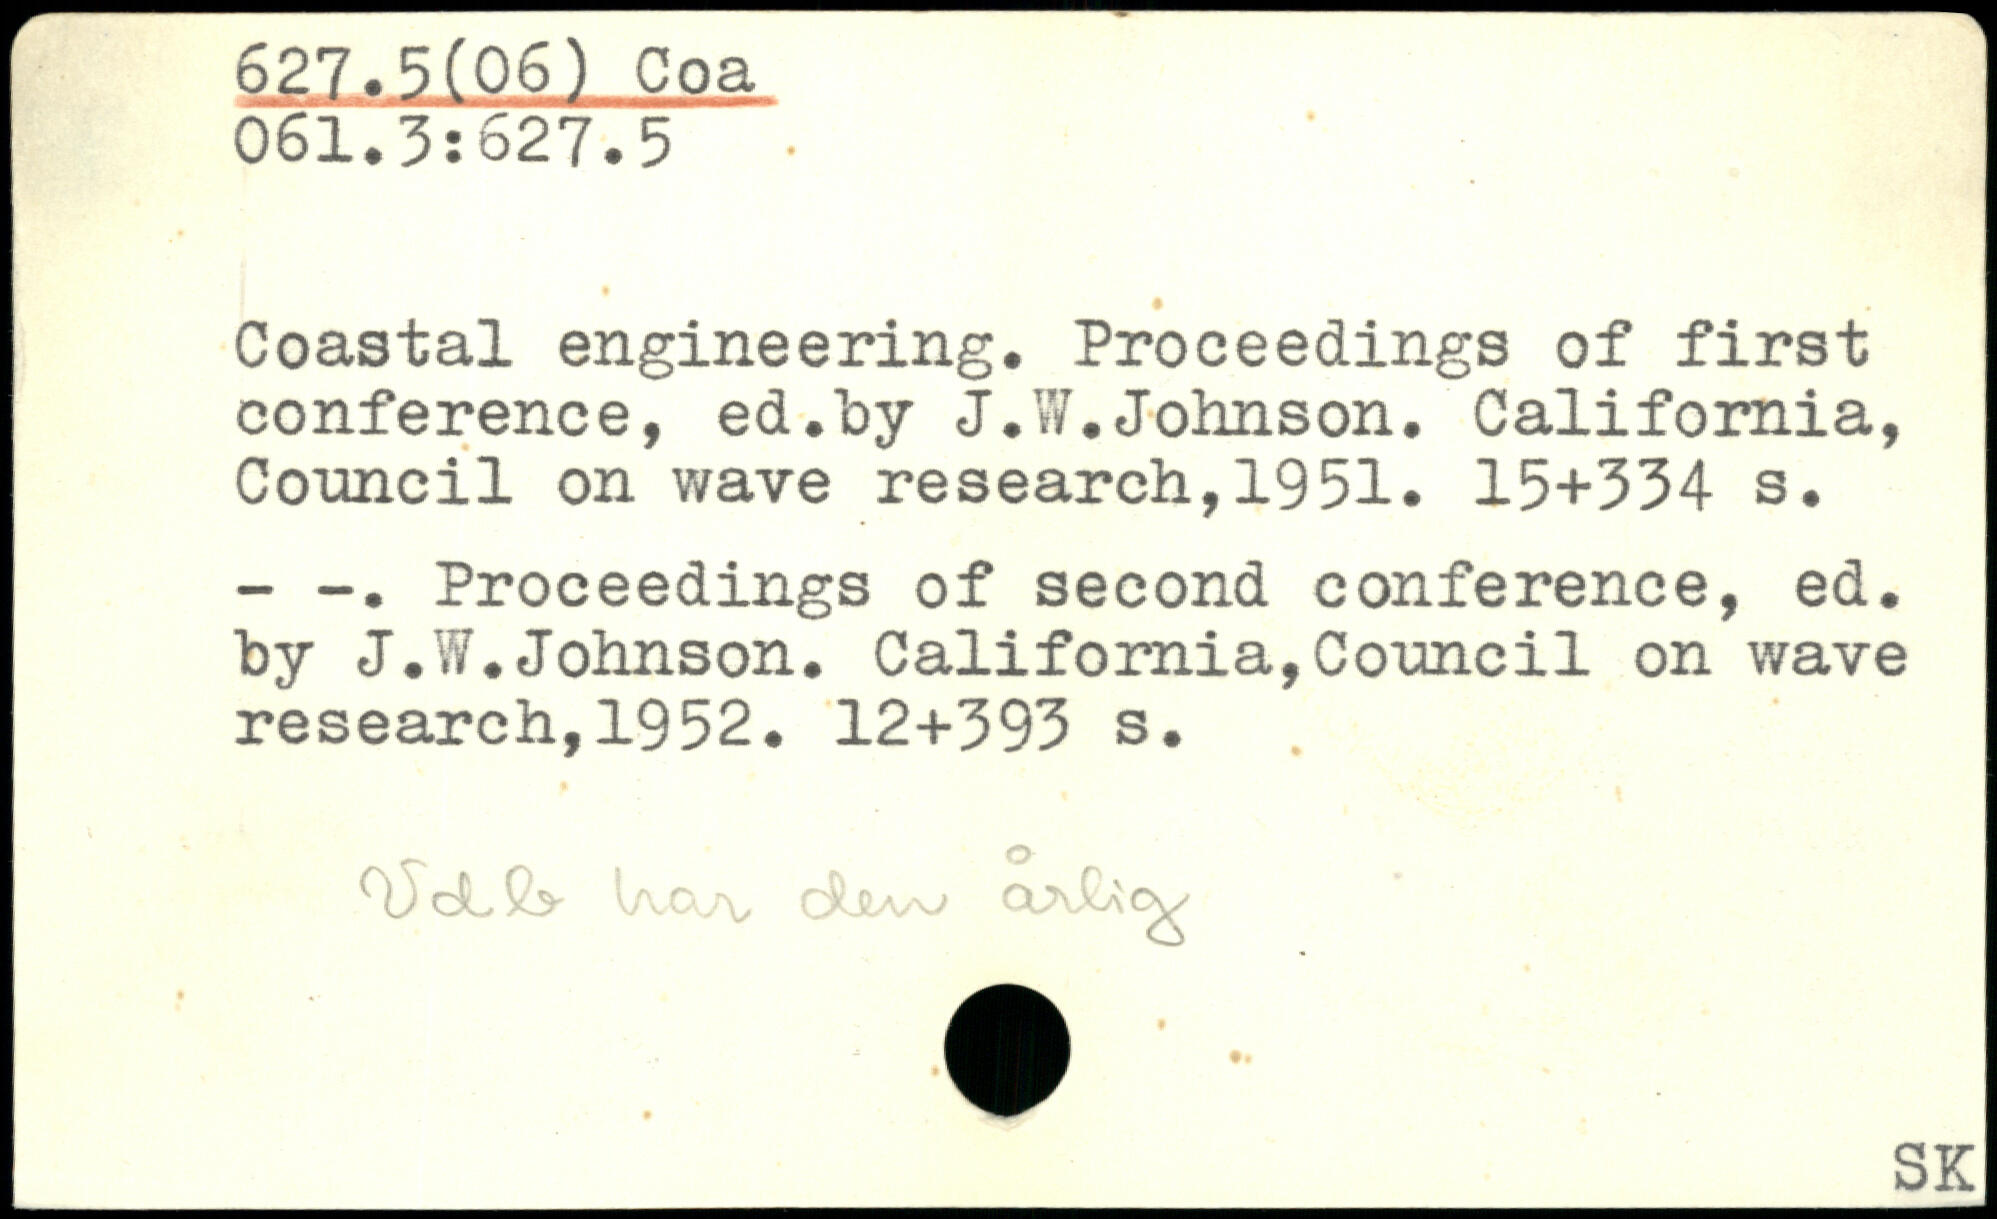 627.5(06) Coa
061.3:627.5
Coastal engineering. Proceedings of first
conference, ed.by J.W.Johnson. California,
Council on wave research,1951. 15+334 s.
- -. Proceedings of second conference, ed.
by J.W.Johnson. California,Council on wave
research,1952. 12+393 s.
Vdb har den årlig
SK